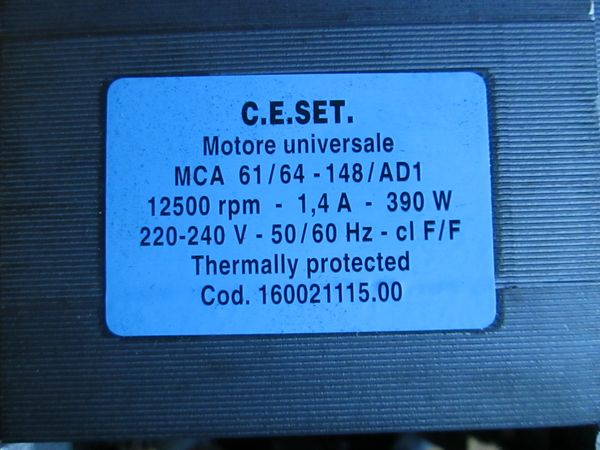 C.E.SET.
Motore universale
MCA 61/64 - 148/AD1
12500 rpm - 1,4 A - 390 W
220-240 V - 50/60 Hz - cl F/F
Thermally protected
Cod. 160021115.00